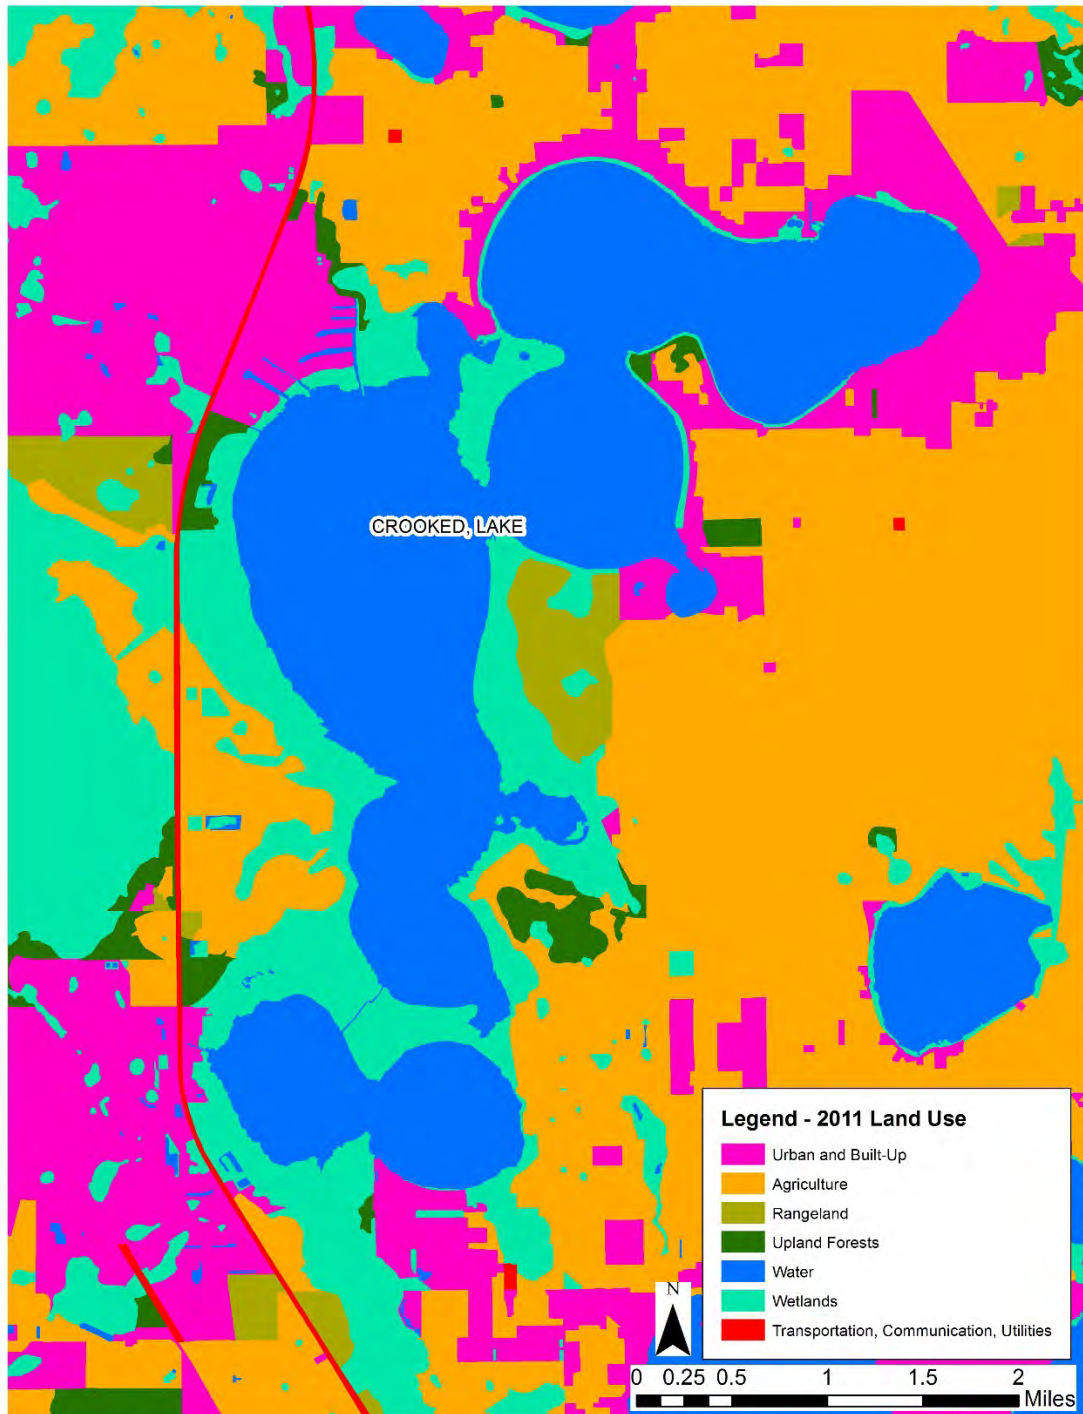 CROOKED, LAKE
Legend - 2011 Land Use
Urban and Built-Up
Agriculture
Rangeland
Upland Forests
Water
Wetlands
Transportation, Communication, Utilities
N
0 0.25 0.5 1 1.5 2
Miles